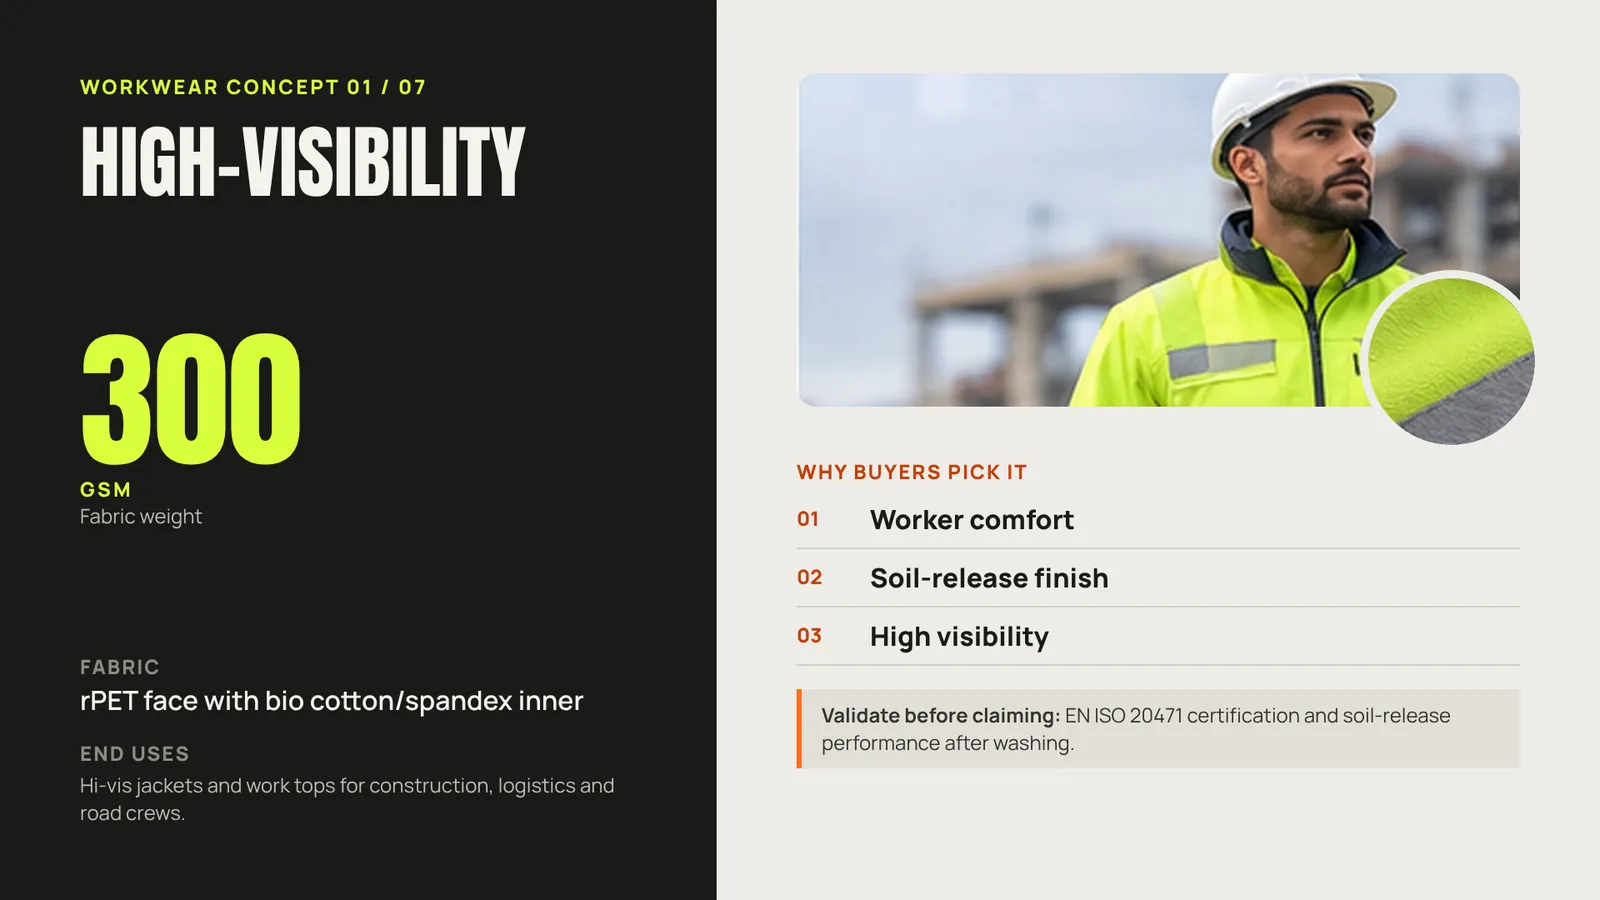 WORKWEAR CONCEPT 01 / 07
HIGH-VISIBILITY
300
GSM
Fabric weight
FABRIC
rPET face with bio cotton/spandex inner
END USES
Hi-vis jackets and work tops for construction, logistics and
road crews.
WHY BUYERS PICK IT
01 Worker comfort
02 Soil-release finish
03 High visibility
Validate before claiming: EN ISO 20471 certification and soil-release
performance after washing.